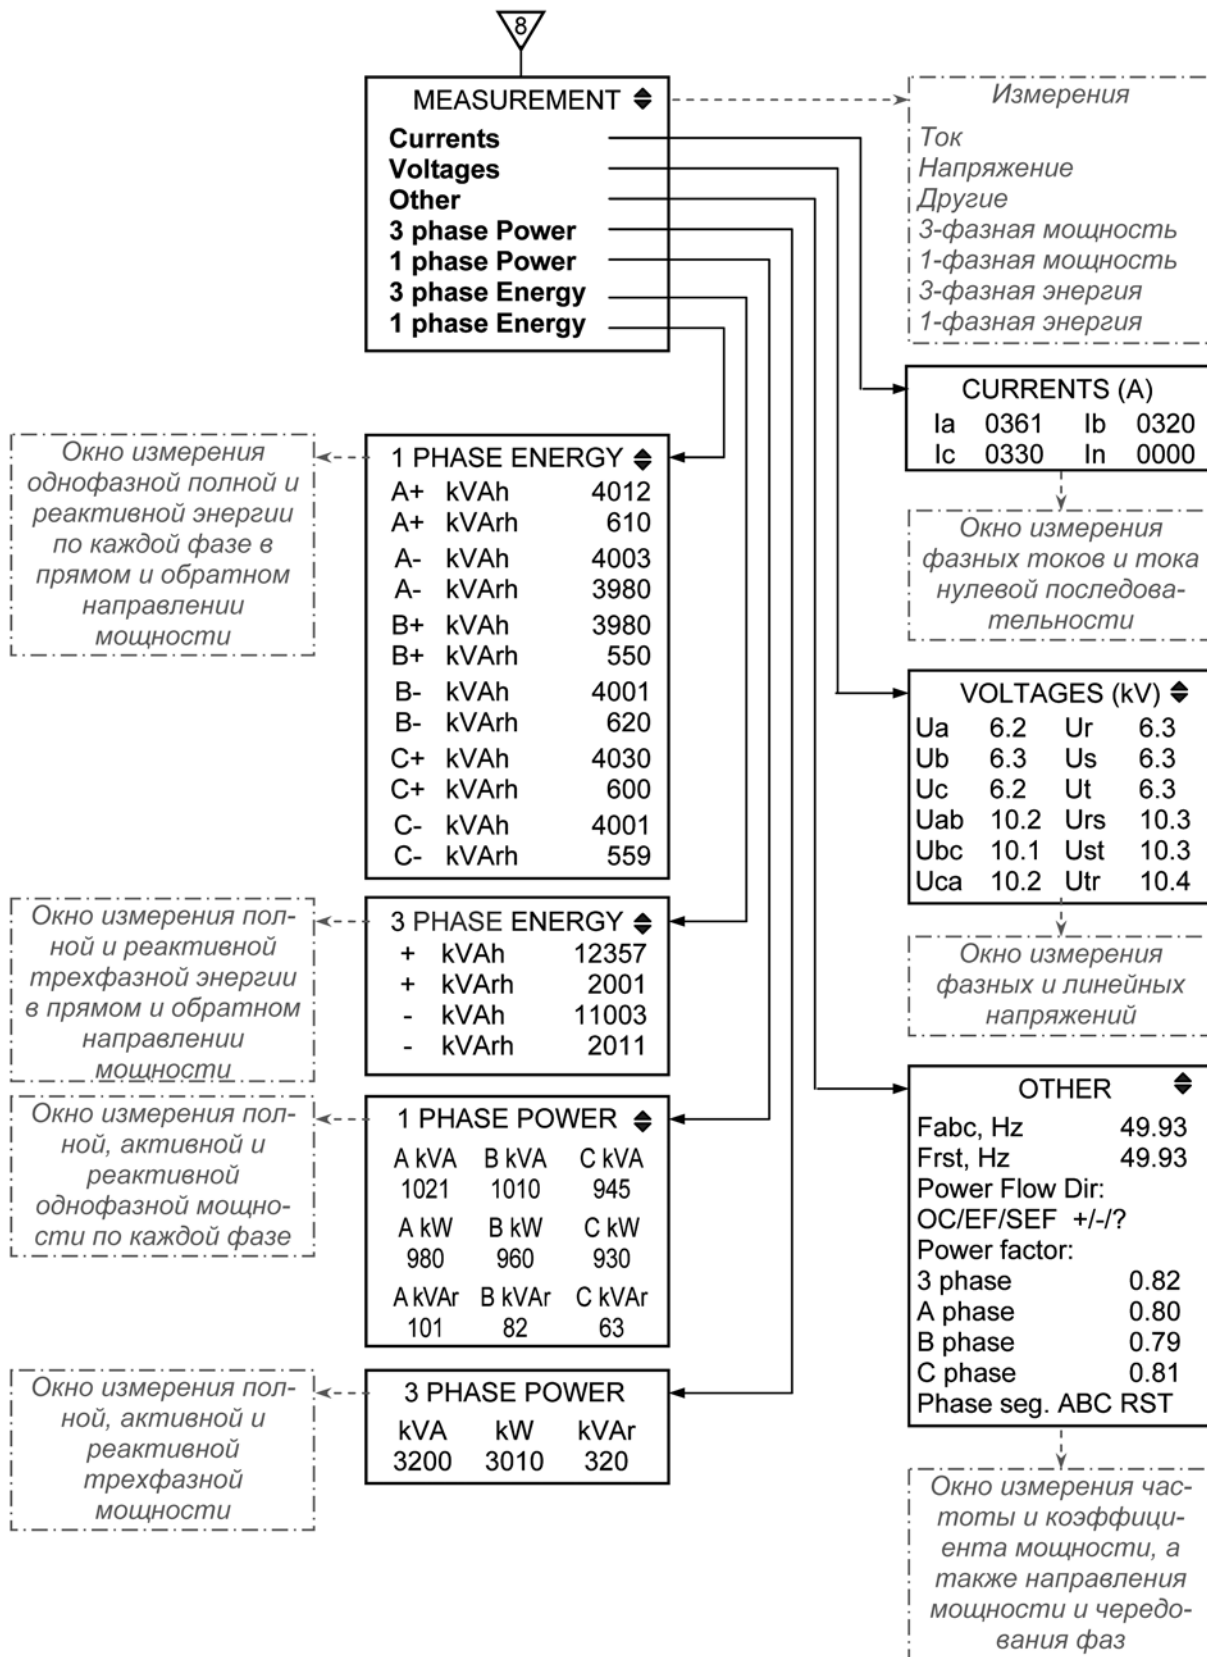 8
MEASUREMENT
Currents
Voltages
Other
3 phase Power
1 phase Power
3 phase Energy
1 phase Energy
Измерения
Ток
Напряжение
Другие
3-фазная мощность
1-фазная мощность
3-фазная энергия
1-фазная энергия
CURRENTS (A)
Ia 0361 Ib 0320
Ic 0330 In 0000
Окно измерения
фазных токов и тока
нулевой последова-
тельности
VOLTAGES (kV)
Ua 6.2 Ur 6.3
Ub 6.3 Us 6.3
Uc 6.2 Ut 6.3
Uab 10.2 Urs 10.3
Ubc 10.1 Ust 10.3
Uca 10.2 Utr 10.4
Окно измерения
фазных и линейных
напряжений
OTHER
Fabc, Hz 49.93
Frst, Hz 49.93
Power Flow Dir:
OC/EF/SEF +/-/?
Power factor:
3 phase 0.82
A phase 0.80
B phase 0.79
C phase 0.81
Phase seg. ABC RST
Окно измерения час-
тоты и коэффици-
ента мощности, а
также направления
мощности и чередо-
вания фаз
Окно измерения
однофазной полной и
реактивной энергии
по каждой фазе в
прямом и обратном
направлении
мощности
1 PHASE ENERGY
A+ kVAh 4012
A+ kVArh 610
A- kVAh 4003
A- kVArh 3980
B+ kVAh 3980
B+ kVArh 550
B- kVAh 4001
B- kVArh 620
C+ kVAh 4030
C+ kVArh 600
C- kVAh 4001
C- kVArh 559
Окно измерения пол-
ной и реактивной
трехфазной энергии
в прямом и обратном
направлении
мощности
3 PHASE ENERGY
+ kVAh 12357
+ kVArh 2001
- kVAh 11003
- kVArh 2011
Окно измерения пол-
ной, активной и
реактивной
однофазной мощно-
сти по каждой фазе
1 PHASE POWER
A kVA B kVA C kVA
1021 1010 945
A kW B kW C kW
980 960 930
A kVAr B kVAr C kVAr
101 82 63
Окно измерения пол-
ной, активной и
реактивной
трехфазной
мощности
3 PHASE POWER
kVA kW kVAr
3200 3010 320